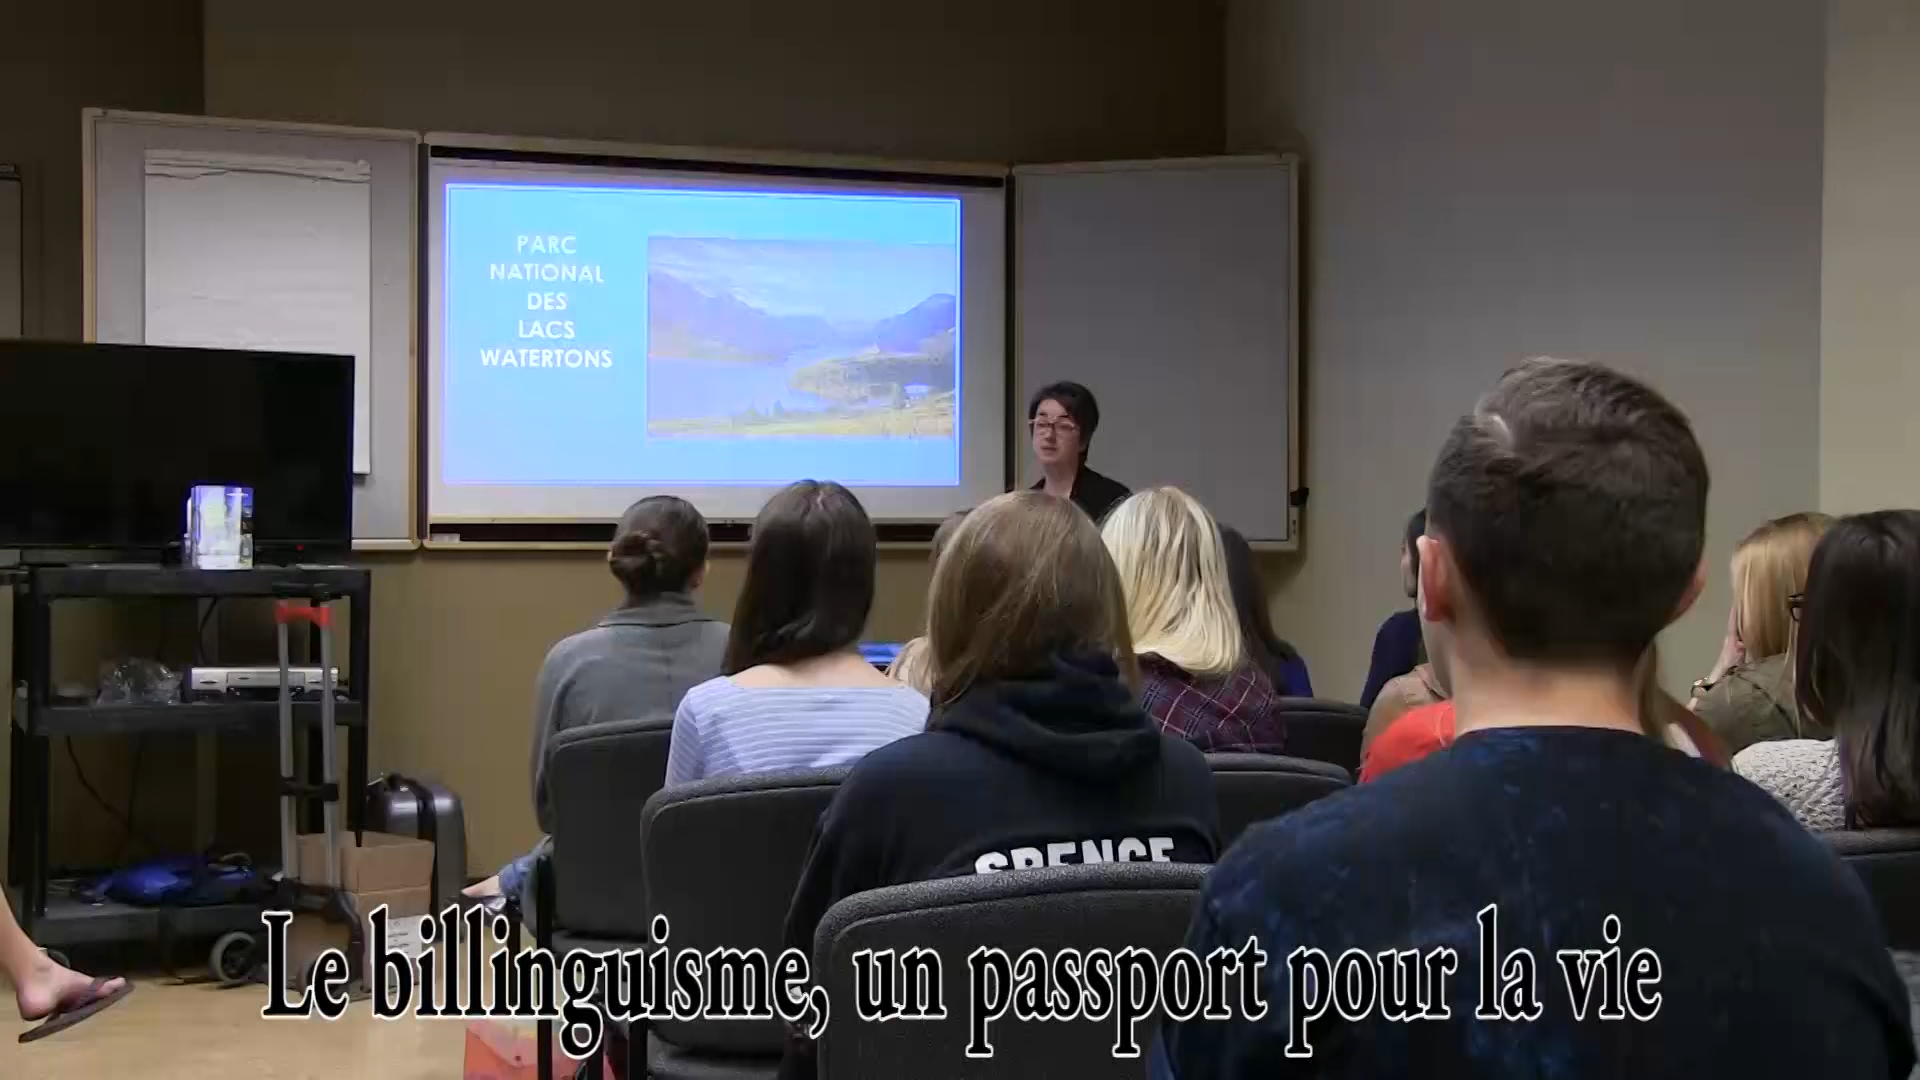 PARC
NATIONAL
DES
LACS
WATERTONS
SPENCE
Le billinguisme, un passport pour la vie